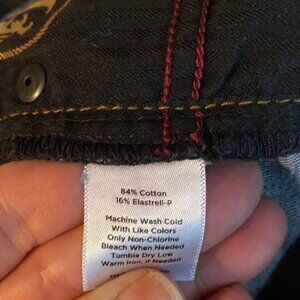 84% Cotton
16% Elastrell-P
Machine Wash Cold
With Like Colors
Only Non-Chlorine
Bleach When Needed
Tumble Dry Low
Warm Iron, if Needed